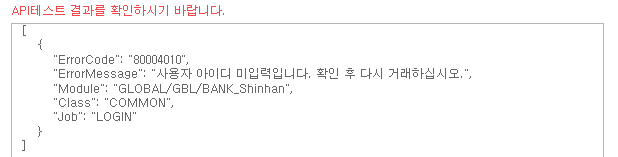 API테스트 결과를 확인하시기 바랍니다.
[
{
"ErrorCode": "80004010",
"ErrorMessage": "사용자 아이디 미입력입니다. 확인 후 다시 거래하십시오.",
"Module": "GLOBAL/GBL/BANK_Shinhan",
"Class": "COMMON",
"Job": "LOGIN"
}
]